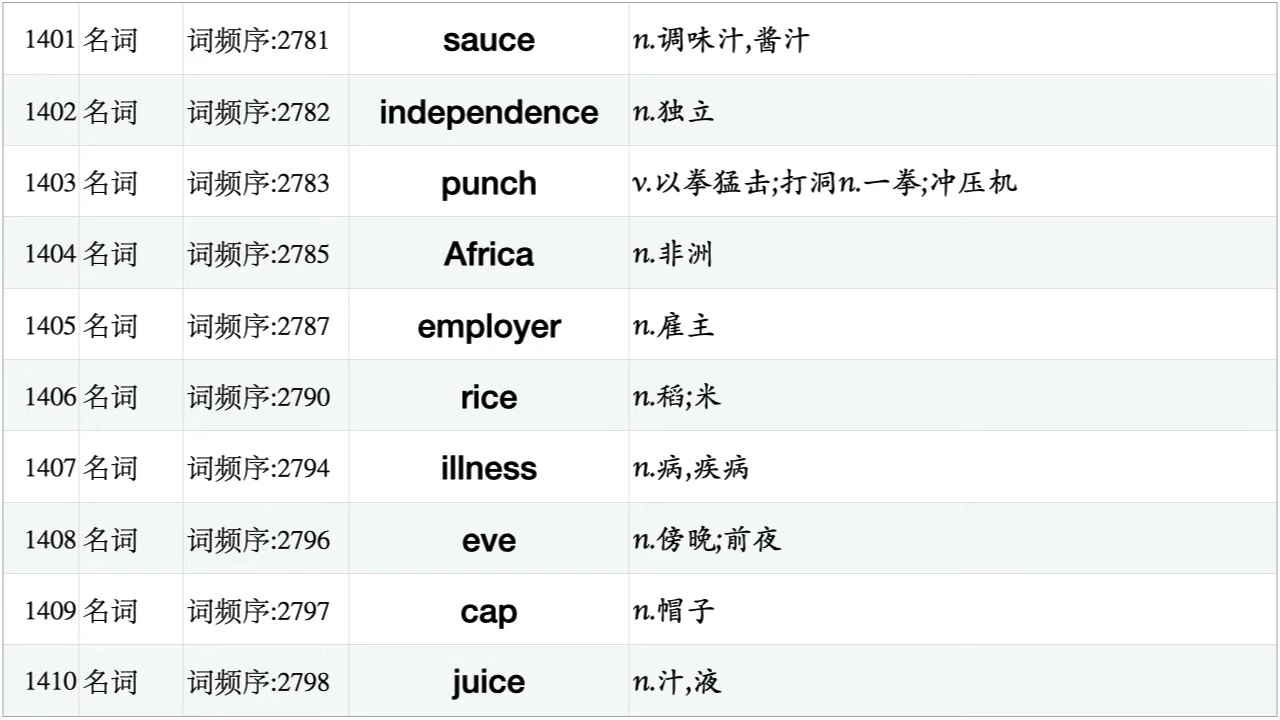 1401 名词 词频序:2781 sauce n.调味汁,酱汁
1402 名词 词频序:2782 independence n.独立
1403 名词 词频序:2783 punch v.以拳猛击;打洞n.一拳;冲压机
1404 名词 词频序:2785 Africa n.非洲
1405 名词 词频序:2787 employer n.雇主
1406 名词 词频序:2790 rice n.稻;米
1407 名词 词频序:2794 illness n.病,疾病
1408 名词 词频序:2796 eve n.傍晚;前夜
1409 名词 词频序:2797 cap n.帽子
1410 名词 词频序:2798 juice n.汁,液